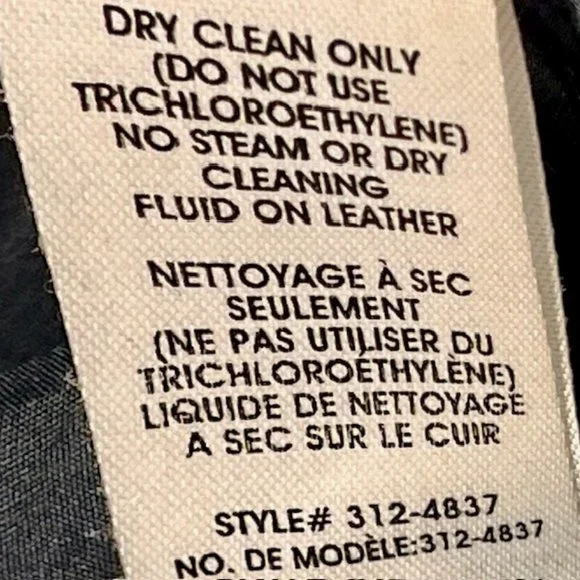 DRY CLEAN ONLY
(DO NOT USE
TRICHLOROETHYLENE)
NO STEAM OR DRY
CLEANING
FLUID ON LEATHER
NETTOYAGE À SEC
SEULEMENT
(NE PAS UTILISER DU
TRICHLOROÉTHYLÈNE)
LIQUIDE DE NETTOYAGE
A SEC SUR LE CUIR
STYLE# 312-4837
NO. DE MODÈLE:312-4837